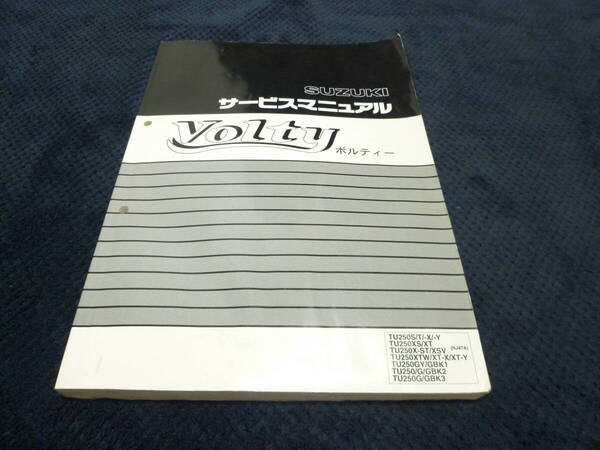 SUZUKI
サービスマニュアル
Volty
ボルティー
TU250S/T/-X/-Y
TU250XS/XT
TU250X-ST/XSV (NJ47A)
TU250XTW/XT-X/XT-Y
TU250GY/GBK1
TU250/G/GBK2
TU250G/GBK3